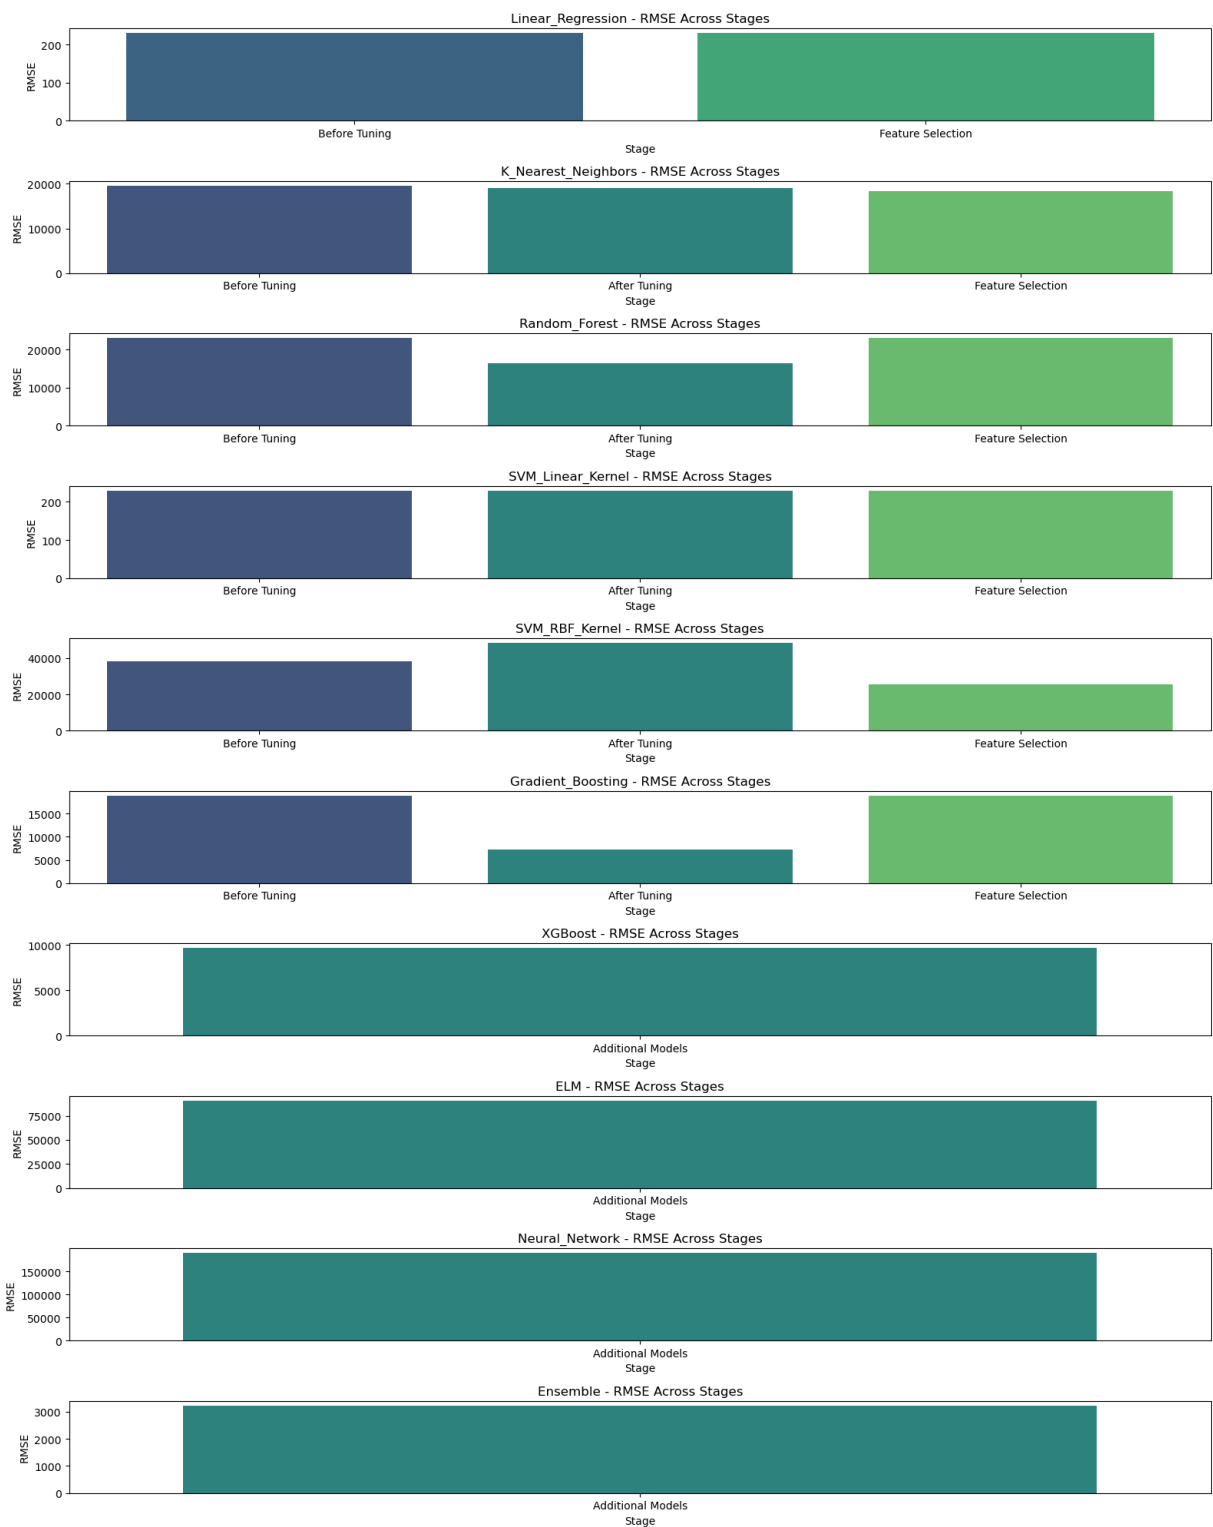 Linear_Regression - RMSE Across Stages
200
100
0
RMSE
Before Tuning
Feature Selection
Stage
K_Nearest_Neighbors - RMSE Across Stages
20000
10000
0
RMSE
Before Tuning
After Tuning
Feature Selection
Stage
Random_Forest - RMSE Across Stages
20000
10000
0
RMSE
Before Tuning
After Tuning
Feature Selection
Stage
SVM_Linear_Kernel - RMSE Across Stages
200
100
0
RMSE
Before Tuning
After Tuning
Feature Selection
Stage
SVM_RBF_Kernel - RMSE Across Stages
40000
20000
0
RMSE
Before Tuning
After Tuning
Feature Selection
Stage
Gradient_Boosting - RMSE Across Stages
15000
10000
5000
0
RMSE
Before Tuning
After Tuning
Feature Selection
Stage
XGBoost - RMSE Across Stages
10000
5000
0
RMSE
Additional Models
Stage
ELM - RMSE Across Stages
75000
50000
25000
0
RMSE
Additional Models
Stage
Neural_Network - RMSE Across Stages
150000
100000
50000
0
RMSE
Additional Models
Stage
Ensemble - RMSE Across Stages
3000
2000
1000
0
RMSE
Additional Models
Stage